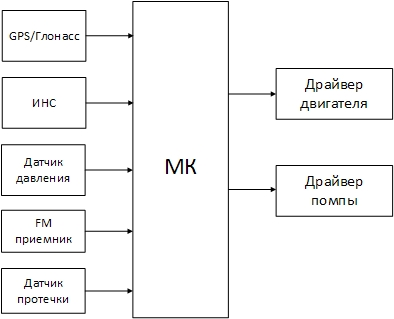 GPS/Глонасс
ИНС
Датчик
давления
FM
приемник
Датчик
протечки
МК
Драйвер
двигателя
Драйвер
помпы